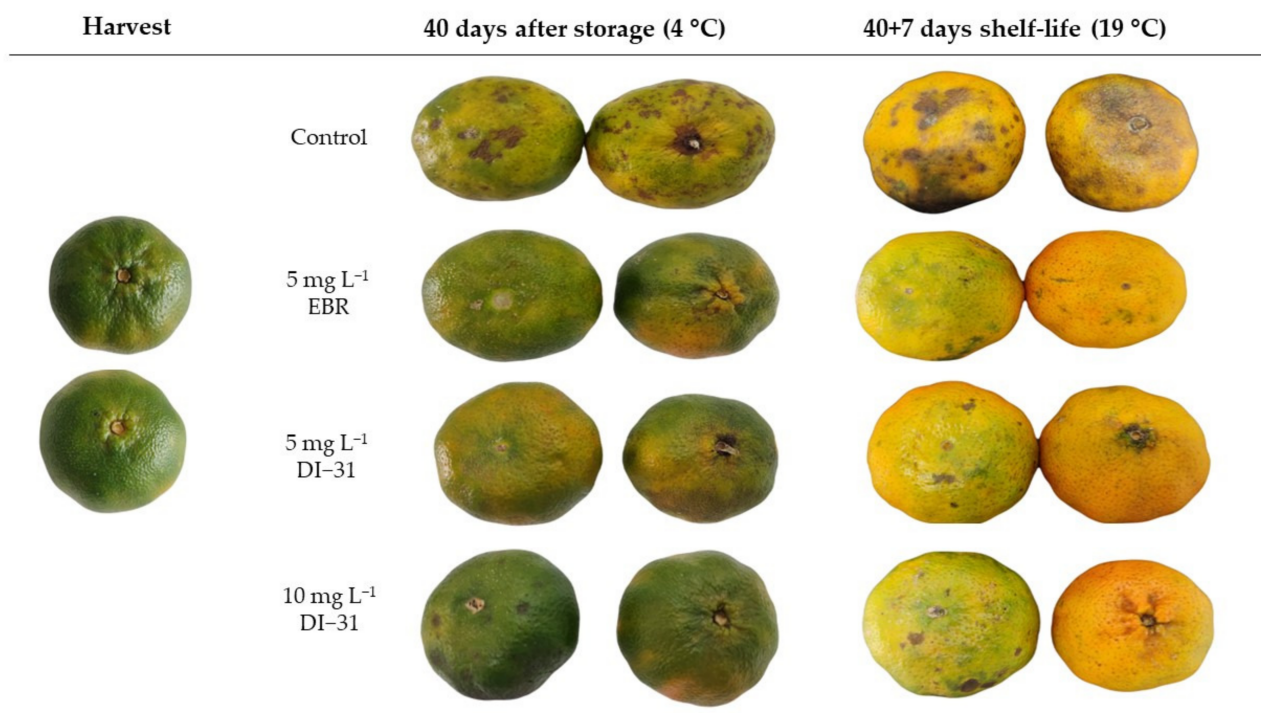 Harvest
40 days after storage (4 °C)
40+7 days shelf-life (19 °C)
Control
5 mg L⁻¹
EBR
5 mg L⁻¹
DI−31
10 mg L⁻¹
DI−31